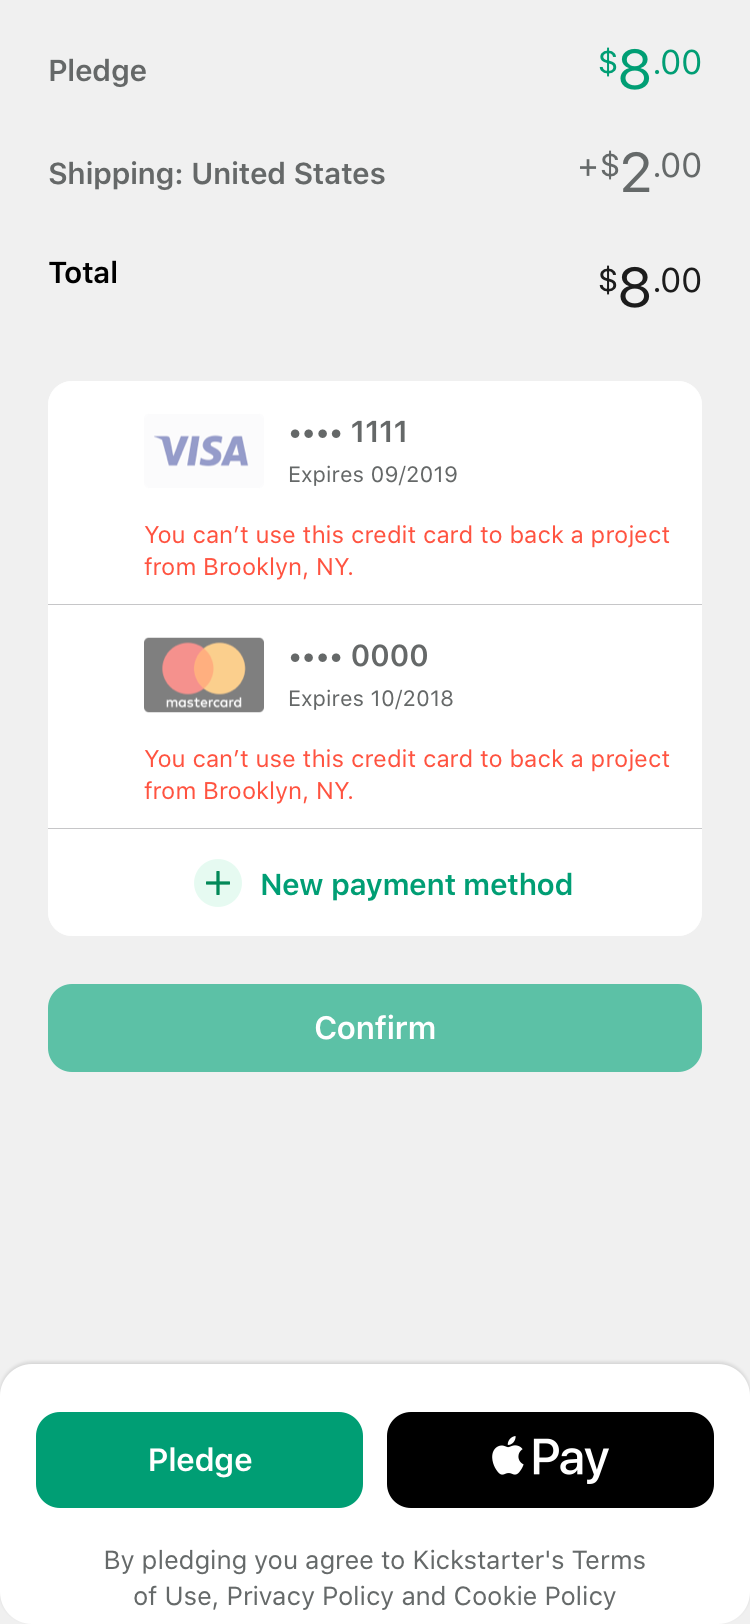 Pledge $8.00
Shipping: United States +$2.00
Total $8.00
VISA •••• 1111
Expires 09/2019
You can’t use this credit card to back a project
from Brooklyn, NY.
mastercard •••• 0000
Expires 10/2018
You can’t use this credit card to back a project
from Brooklyn, NY.
+ New payment method
Confirm
Pledge Pay
By pledging you agree to Kickstarter's Terms
of Use, Privacy Policy and Cookie Policy